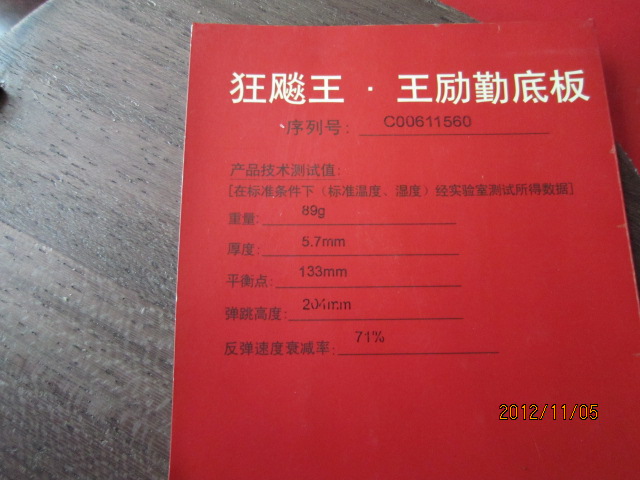 狂飚王·王励勤底板
序列号: C00611560
产品技术测试值:
[在标准条件下（标准温度、湿度）经实验室测试所得数据]
重量: 89g
厚度: 5.7mm
平衡点: 133mm
弹跳高度: 204mm
反弹速度衰减率: 71%
2012/11/05